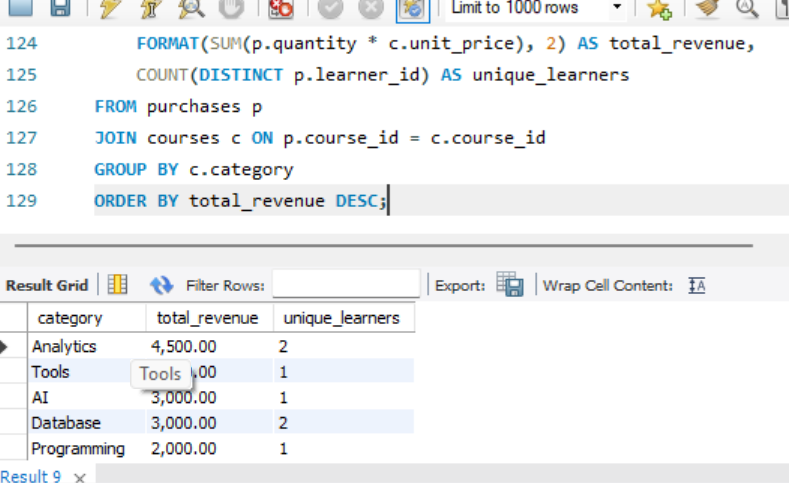 Limit to 1000 rows
124 FORMAT(SUM(p.quantity * c.unit_price), 2) AS total_revenue,
125 COUNT(DISTINCT p.learner_id) AS unique_learners
126 FROM purchases p
127 JOIN courses c ON p.course_id = c.course_id
128 GROUP BY c.category
129 ORDER BY total_revenue DESC;
Result Grid Filter Rows: Export: Wrap Cell Content: IA
category total_revenue unique_learners
Analytics 4,500.00 2
Tools .00 1
Tools
AI 3,000.00 1
Database 3,000.00 2
Programming 2,000.00 1
Result 9 ×